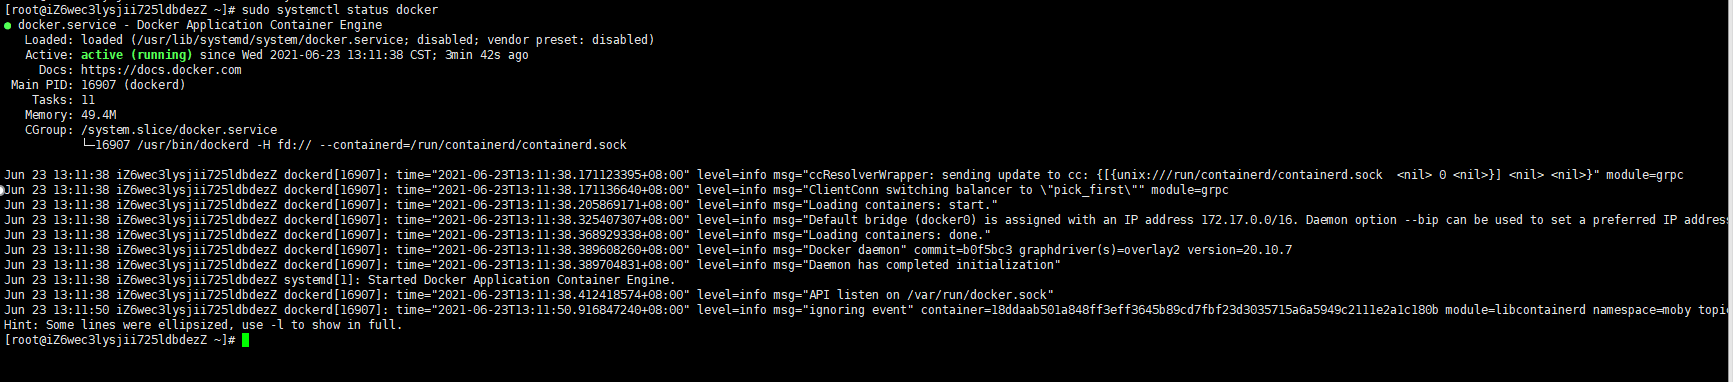 [root@iZ6wec3lysjii725ldbdezZ ~]# sudo systemctl status docker
● docker.service - Docker Application Container Engine
   Loaded: loaded (/usr/lib/systemd/system/docker.service; disabled; vendor preset: disabled)
   Active: active (running) since Wed 2021-06-23 13:11:38 CST; 3min 42s ago
     Docs: https://docs.docker.com
 Main PID: 16907 (dockerd)
    Tasks: 11
   Memory: 49.4M
   CGroup: /system.slice/docker.service
           └─16907 /usr/bin/dockerd -H fd:// --containerd=/run/containerd/containerd.sock

Jun 23 13:11:38 iZ6wec3lysjii725ldbdezZ dockerd[16907]: time="2021-06-23T13:11:38.171123395+08:00" level=info msg="ccResolverWrapper: sending update to cc: {[{unix:///run/containerd/containerd.sock  <nil> 0 <nil>}] <nil> <nil>}" module=grpc
Jun 23 13:11:38 iZ6wec3lysjii725ldbdezZ dockerd[16907]: time="2021-06-23T13:11:38.171136640+08:00" level=info msg="ClientConn switching balancer to \"pick_first\"" module=grpc
Jun 23 13:11:38 iZ6wec3lysjii725ldbdezZ dockerd[16907]: time="2021-06-23T13:11:38.205869171+08:00" level=info msg="Loading containers: start."
Jun 23 13:11:38 iZ6wec3lysjii725ldbdezZ dockerd[16907]: time="2021-06-23T13:11:38.325407307+08:00" level=info msg="Default bridge (docker0) is assigned with an IP address 172.17.0.0/16. Daemon option --bip can be used to set a preferred IP address
Jun 23 13:11:38 iZ6wec3lysjii725ldbdezZ dockerd[16907]: time="2021-06-23T13:11:38.368929338+08:00" level=info msg="Loading containers: done."
Jun 23 13:11:38 iZ6wec3lysjii725ldbdezZ dockerd[16907]: time="2021-06-23T13:11:38.389608260+08:00" level=info msg="Docker daemon" commit=b0f5bc3 graphdriver(s)=overlay2 version=20.10.7
Jun 23 13:11:38 iZ6wec3lysjii725ldbdezZ dockerd[16907]: time="2021-06-23T13:11:38.389704831+08:00" level=info msg="Daemon has completed initialization"
Jun 23 13:11:38 iZ6wec3lysjii725ldbdezZ systemd[1]: Started Docker Application Container Engine.
Jun 23 13:11:38 iZ6wec3lysjii725ldbdezZ dockerd[16907]: time="2021-06-23T13:11:38.412418574+08:00" level=info msg="API listen on /var/run/docker.sock"
Jun 23 13:11:50 iZ6wec3lysjii725ldbdezZ dockerd[16907]: time="2021-06-23T13:11:50.916847240+08:00" level=info msg="ignoring event" container=18ddaab501a848ff3eff3645b89cd7fbf23d3035715a6a5949c2111e2a1c180b module=libcontainerd namespace=moby topic
Hint: Some lines were ellipsized, use -l to show in full.
[root@iZ6wec3lysjii725ldbdezZ ~]#